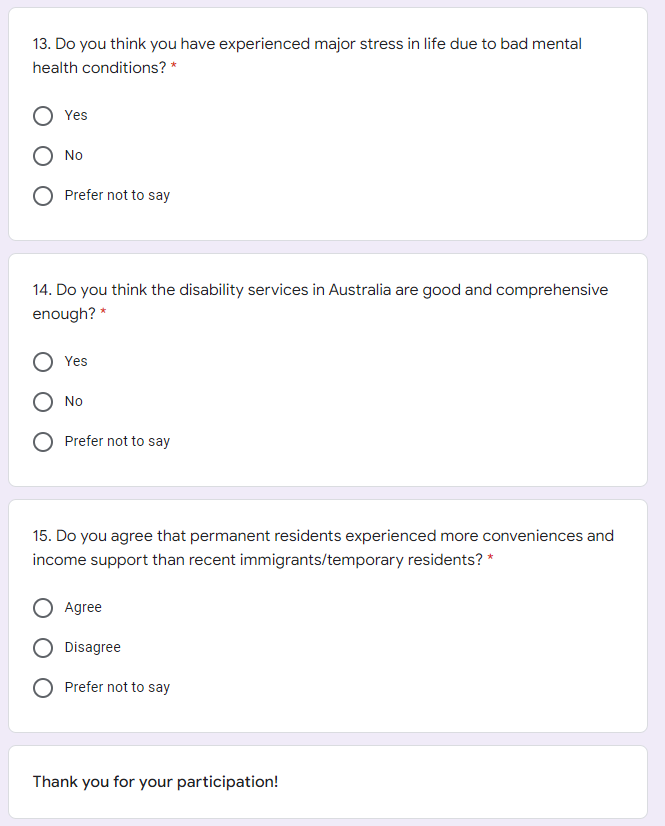 13. Do you think you have experienced major stress in life due to bad mental
health conditions? *
Yes
No
Prefer not to say
14. Do you think the disability services in Australia are good and comprehensive
enough? *
Yes
No
Prefer not to say
15. Do you agree that permanent residents experienced more conveniences and
income support than recent immigrants/temporary residents? *
Agree
Disagree
Prefer not to say
Thank you for your participation!